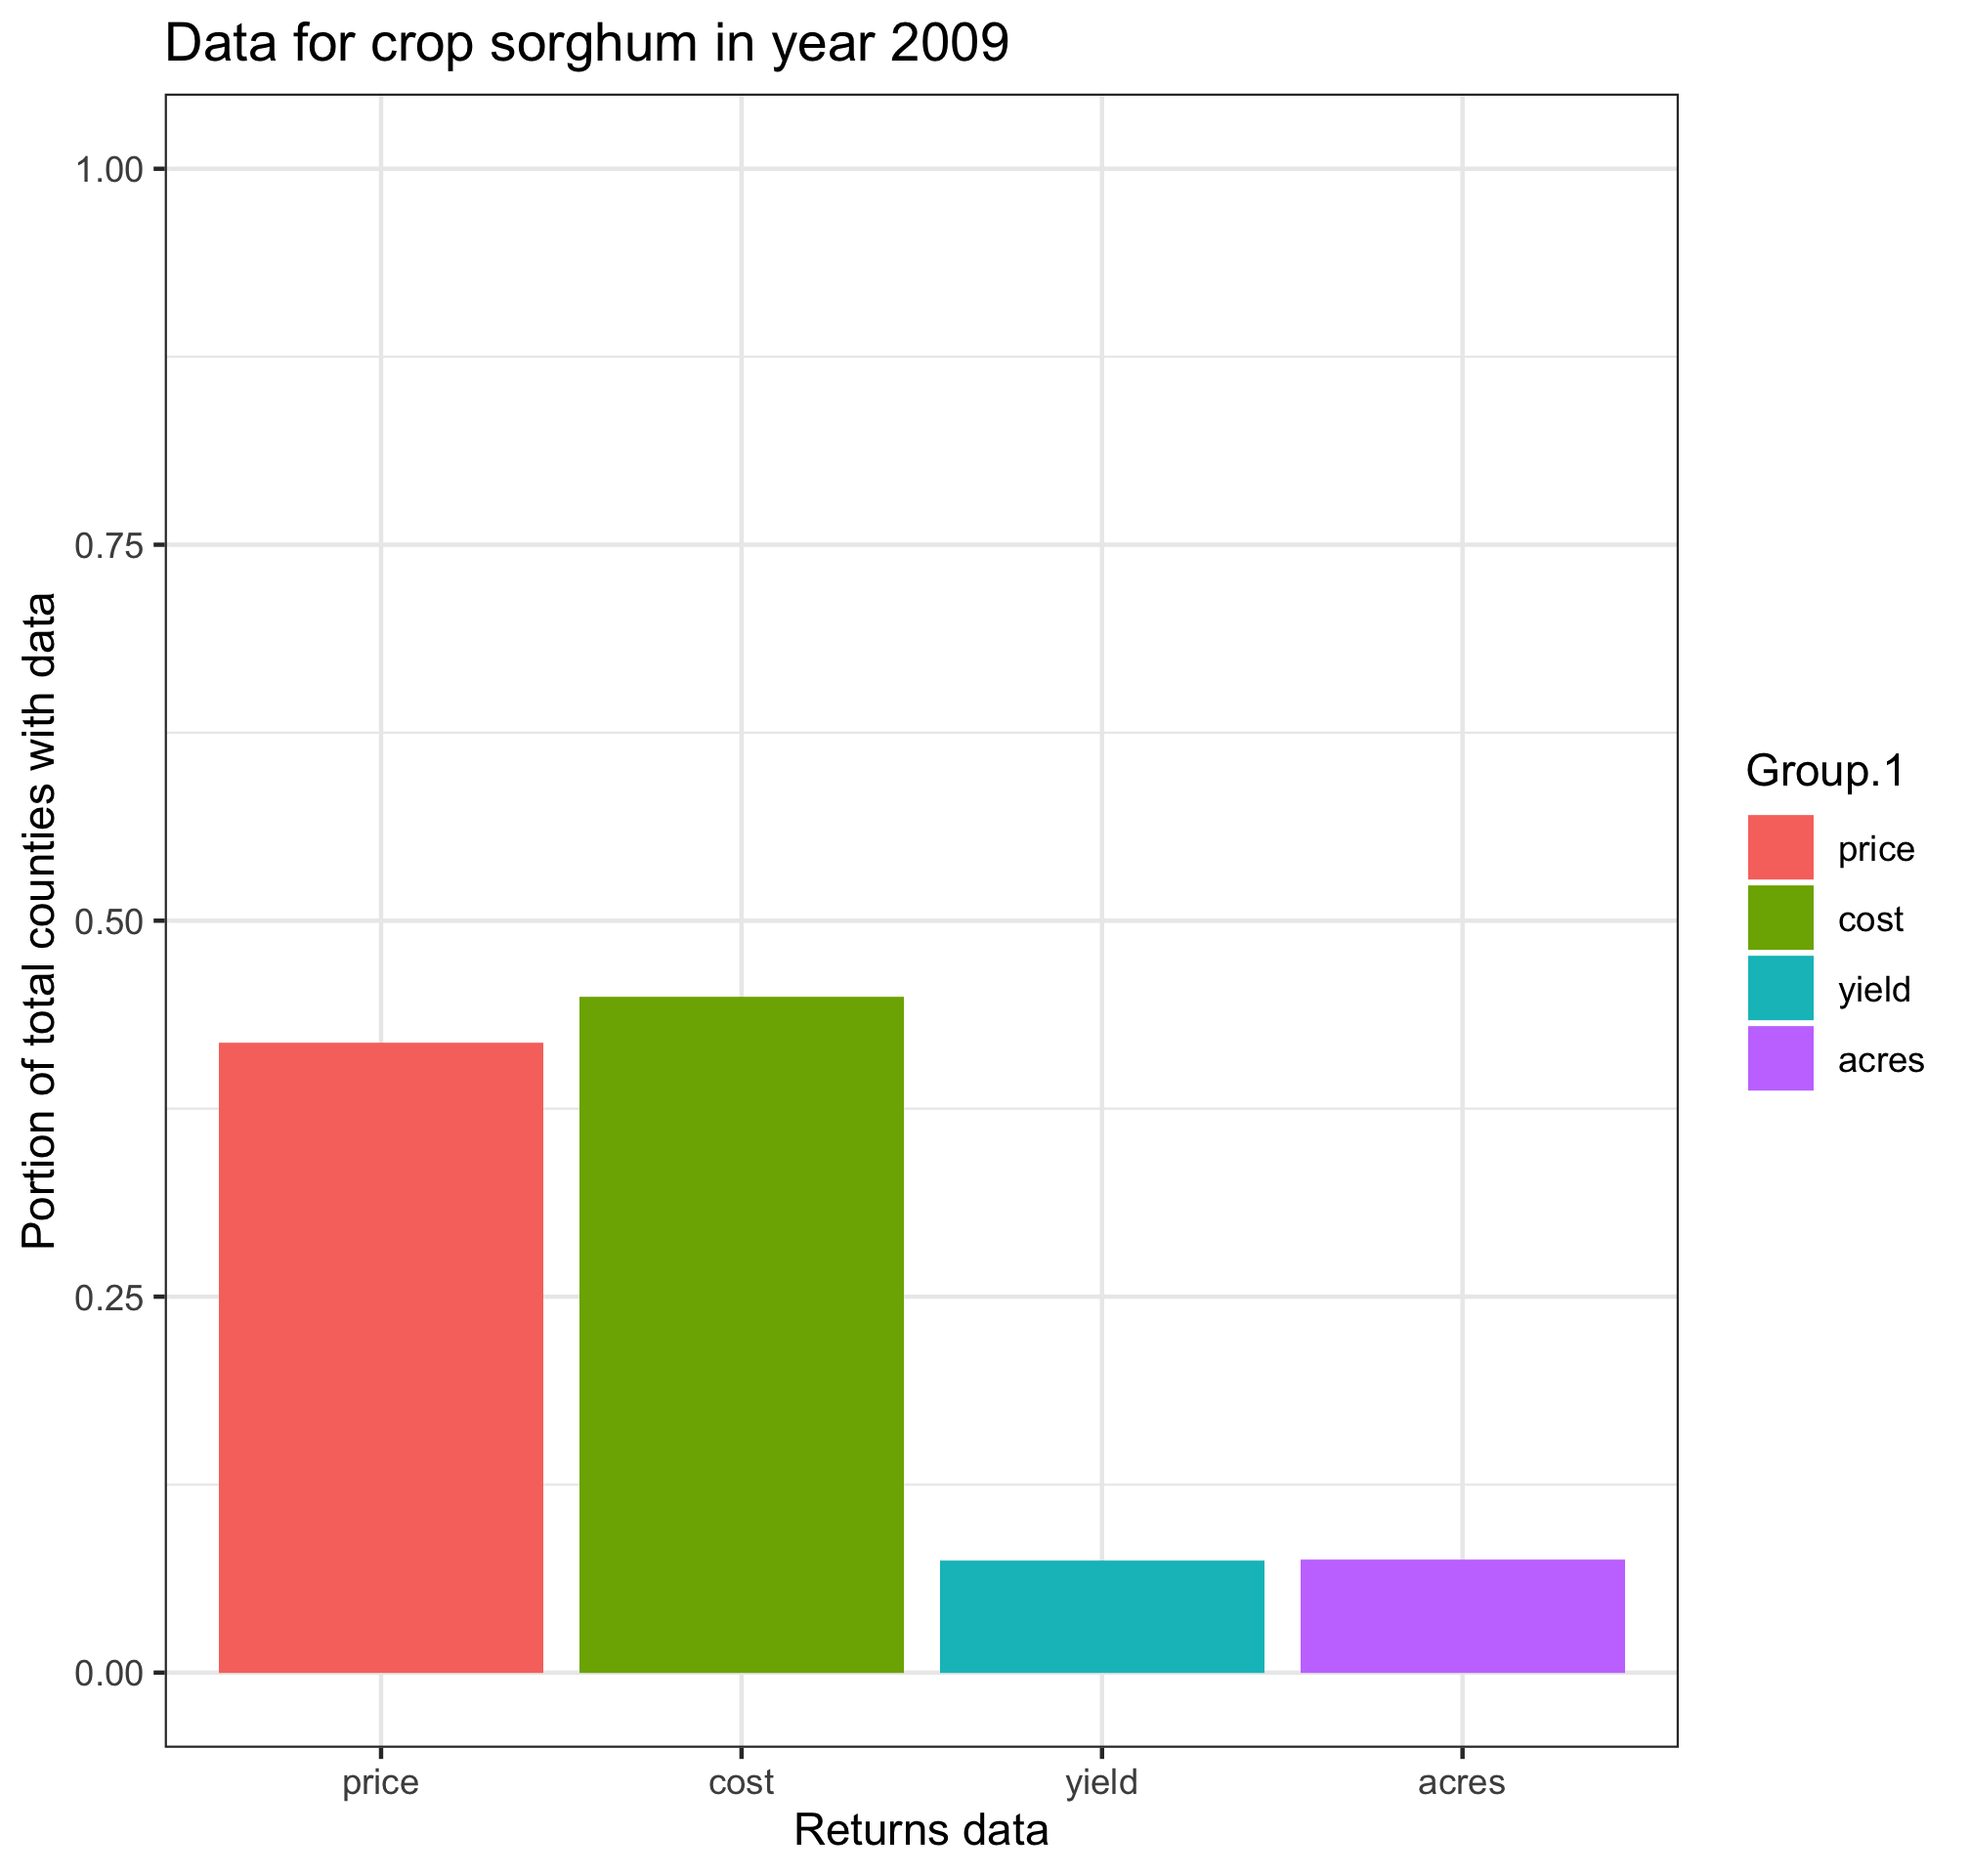 Data for crop sorghum in year 2009
Portion of total counties with data
1.00
0.75
0.50
0.25
0.00
price
cost
yield
acres
Returns data
Group.1
price
cost
yield
acres